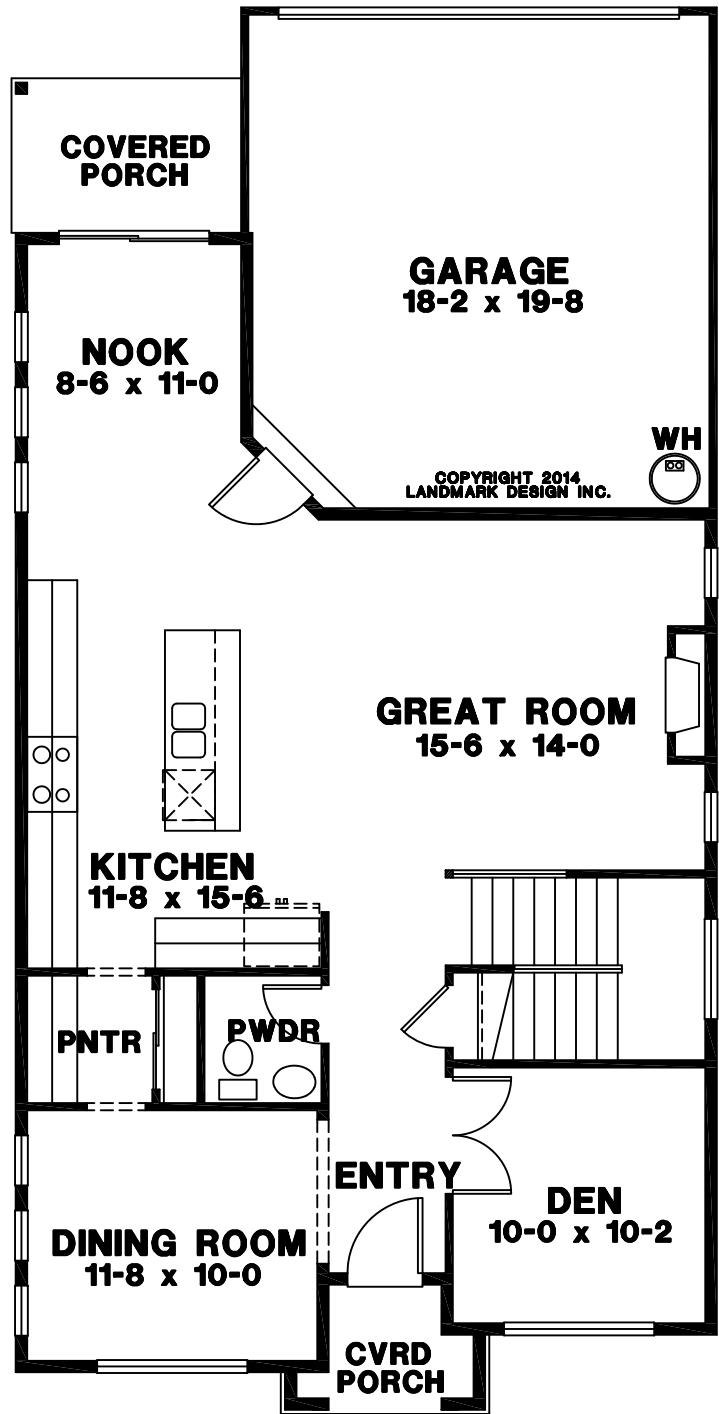 COVERED
PORCH
GARAGE
18-2 x 19-8
NOOK
8-6 x 11-0
WH
COPYRIGHT 2014
LANDMARK DESIGN INC.
GREAT ROOM
15-6 x 14-0
KITCHEN
11-8 x 15-6
PNTR
PWDR
ENTRY
DEN
10-0 x 10-2
DINING ROOM
11-8 x 10-0
CVRD
PORCH